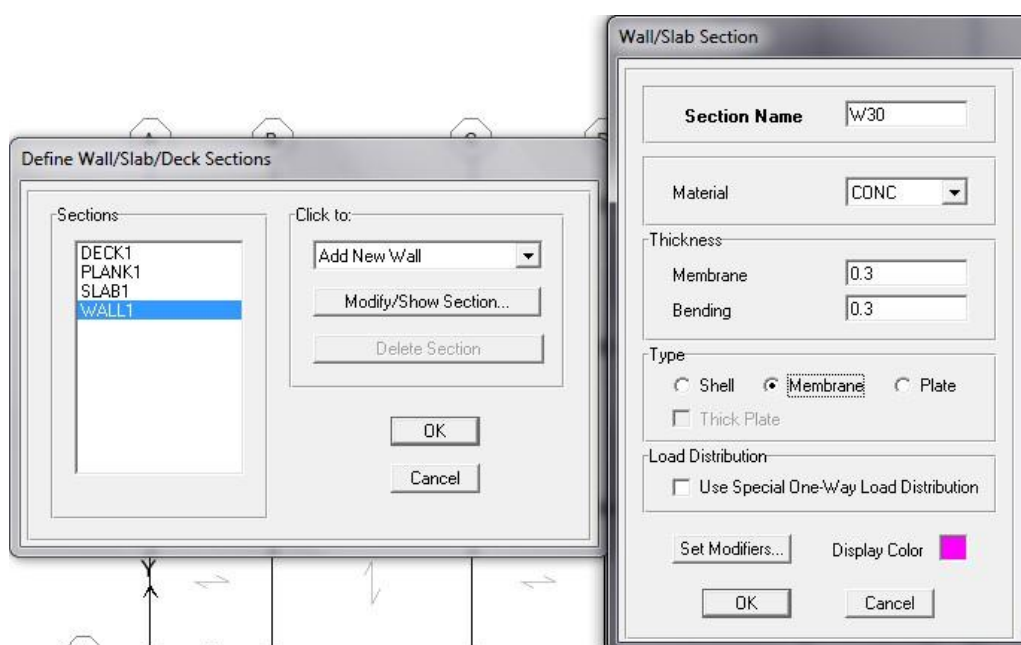 A
B
C
Define Wall/Slab/Deck Sections
Sections
DECK1
PLANK1
SLAB1
WALL1
Click to:
Add New Wall
Modify/Show Section...
Delete Section
OK
Cancel
Y
Wall/Slab Section
Section Name
W30
Material
CONC
Thickness
Membrane
0.3
Bending
0.3
Type
Shell
Membrane
Plate
Thick Plate
Load Distribution
Use Special One-Way Load Distribution
Set Modifiers...
Display Color
OK
Cancel